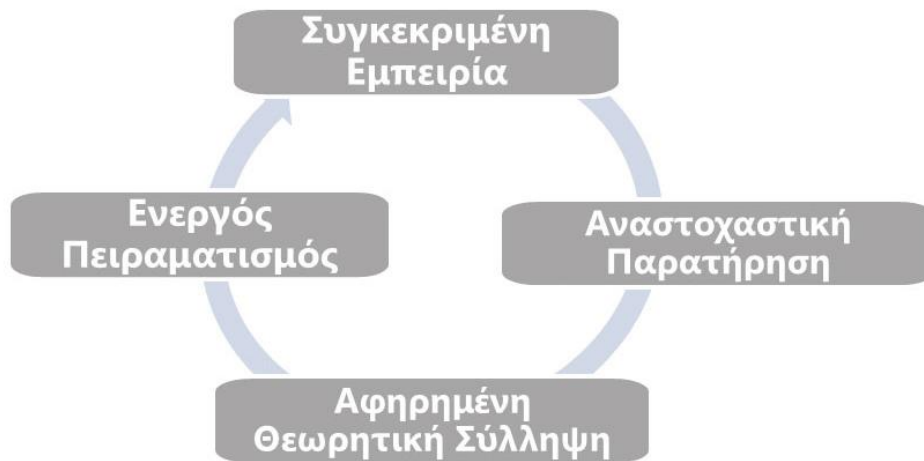 Συγκεκριμένη
Εμπειρία
Ενεργός
Πειραματισμός
Αναστοχαστική
Παρατήρηση
Αφηρημένη
Θεωρητική Σύλληψη